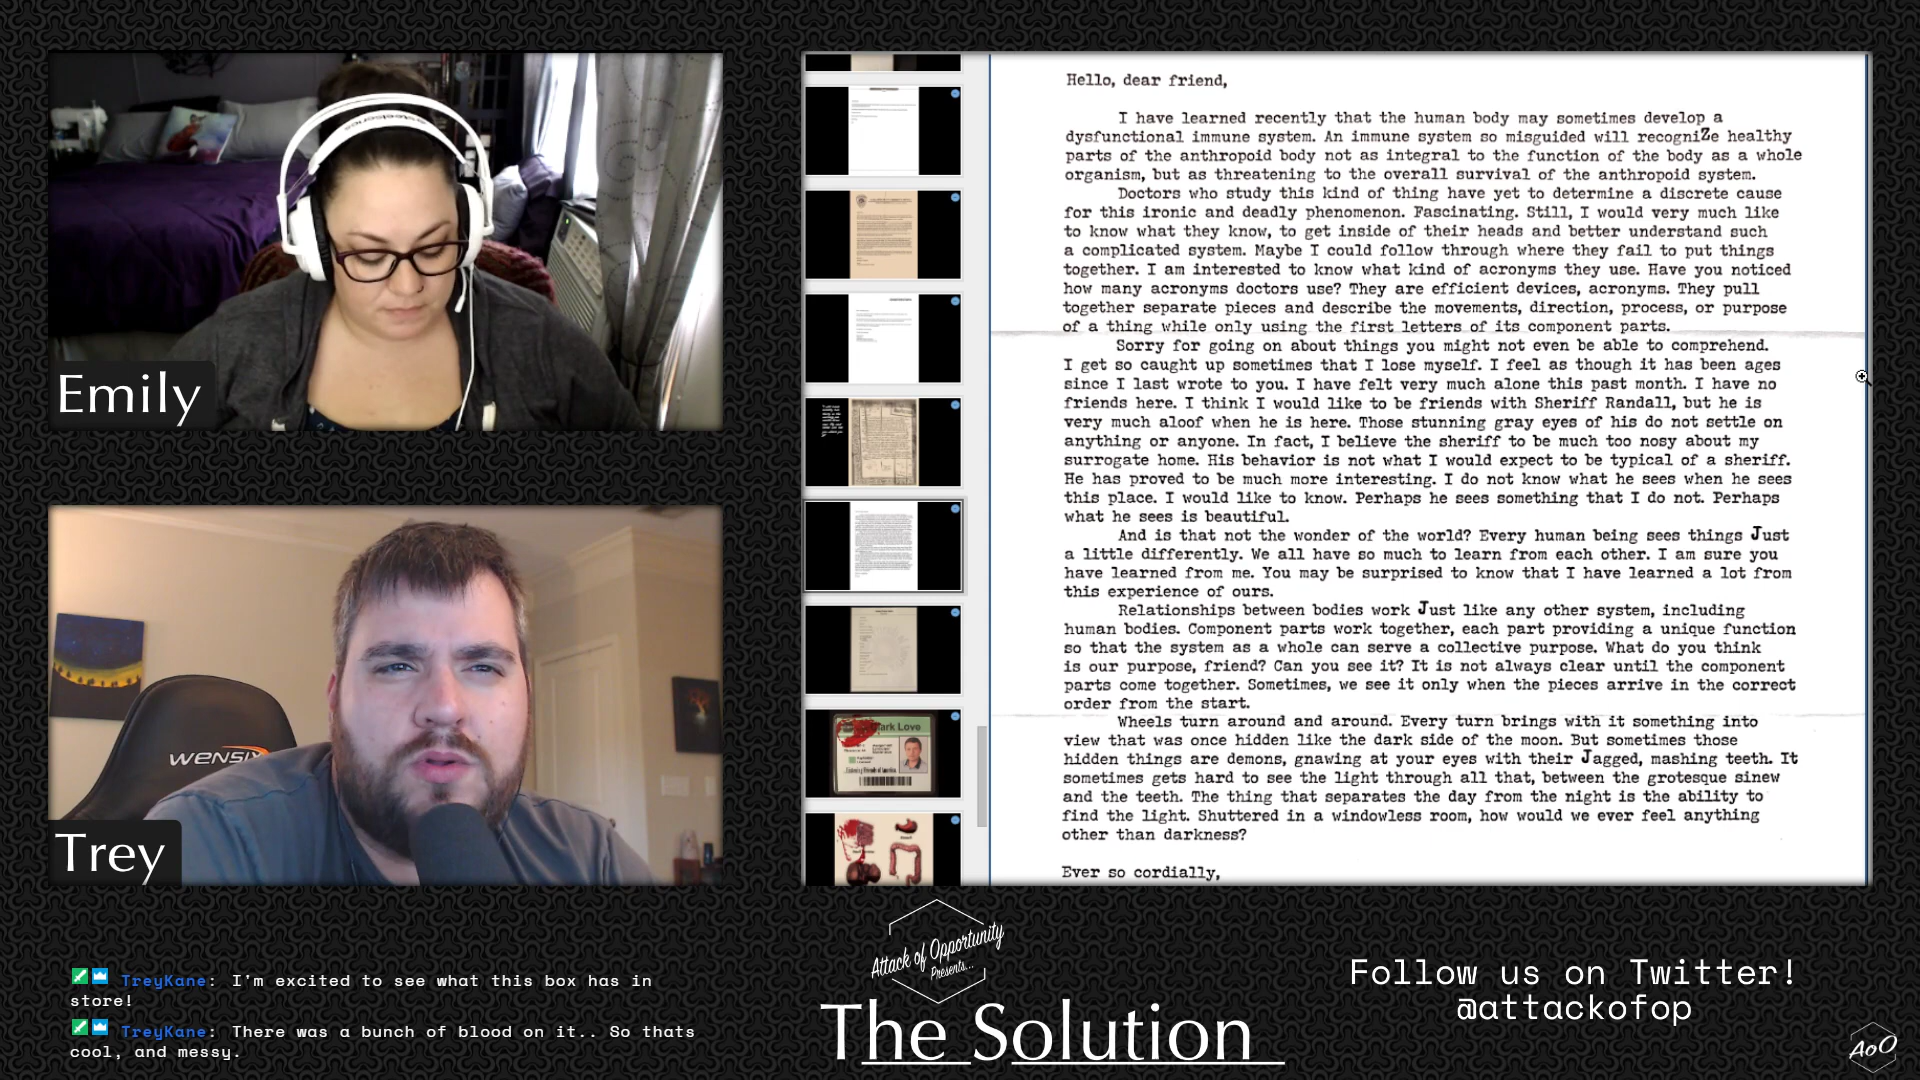 steelseries
Emily
WENSIX
Trey
Hello, dear friend,
I have learned recently that the human body may sometimes develop a
dysfunctional immune system. An immune system so misguided will recogniZe healthy
parts of the anthropoid body not as integral to the function of the body as a whole
organism, but as threatening to the overall survival of the anthropoid system.
Doctors who study this kind of thing have yet to determine a discrete cause
for this ironic and deadly phenomenon. Fascinating. Still, I would very much like
to know what they know, to get inside of their heads and better understand such
a complicated system. Maybe I could follow through where they fail to put things
together. I am interested to know what kind of acronyms they use. Have you noticed
how many acronyms doctors use? They are efficient devices, acronyms. They pull
together separate pieces and describe the movements, direction, process, or purpose
of a thing while only using the first letters of its component parts.
Sorry for going on about things you might not even be able to comprehend.
I get so caught up sometimes that I lose myself. I feel as though it has been ages
since I last wrote to you. I have felt very much alone this past month. I have no
friends here. I think I would like to be friends with Sheriff Randall, but he is
very much aloof when he is here. Those stunning gray eyes of his do not settle on
anything or anyone. In fact, I believe the sheriff to be much too nosy about my
surrogate home. His behavior is not what I would expect to be typical of a sheriff.
He has proved to be much more interesting. I do not know what he sees when he sees
this place. I would like to know. Perhaps he sees something that I do not. Perhaps
what he sees is beautiful.
And is that not the wonder of the world? Every human being sees things Just
a little differently. We all have so much to learn from each other. I am sure you
have learned from me. You may be surprised to know that I have learned a lot from
this experience of ours.
Relationships between bodies work Just like any other system, including
human bodies. Component parts work together, each part providing a unique function
so that the system as a whole can serve a collective purpose. What do you think
is our purpose, friend? Can you see it? It is not always clear until the component
parts come together. Sometimes, we see it only when the pieces arrive in the correct
order from the start.
Wheels turn around and around. Every turn brings with it something into
view that was once hidden like the dark side of the moon. But sometimes those
hidden things are demons, gnawing at your eyes with their Jagged, mashing teeth. It
sometimes gets hard to see the light through all that, between the grotesque sinew
and the teeth. The thing that separates the day from the night is the ability to
find the light. Shuttered in a windowless room, how would we ever feel anything
other than darkness?
Ever so cordially,
ark Love
TreyKane: I'm excited to see what this box has in
store!
TreyKane: There was a bunch of blood on it.. So thats
cool, and messy.
Attack of Opportunity
Presents...
The Solution
Follow us on Twitter!
@attackofop
AoO